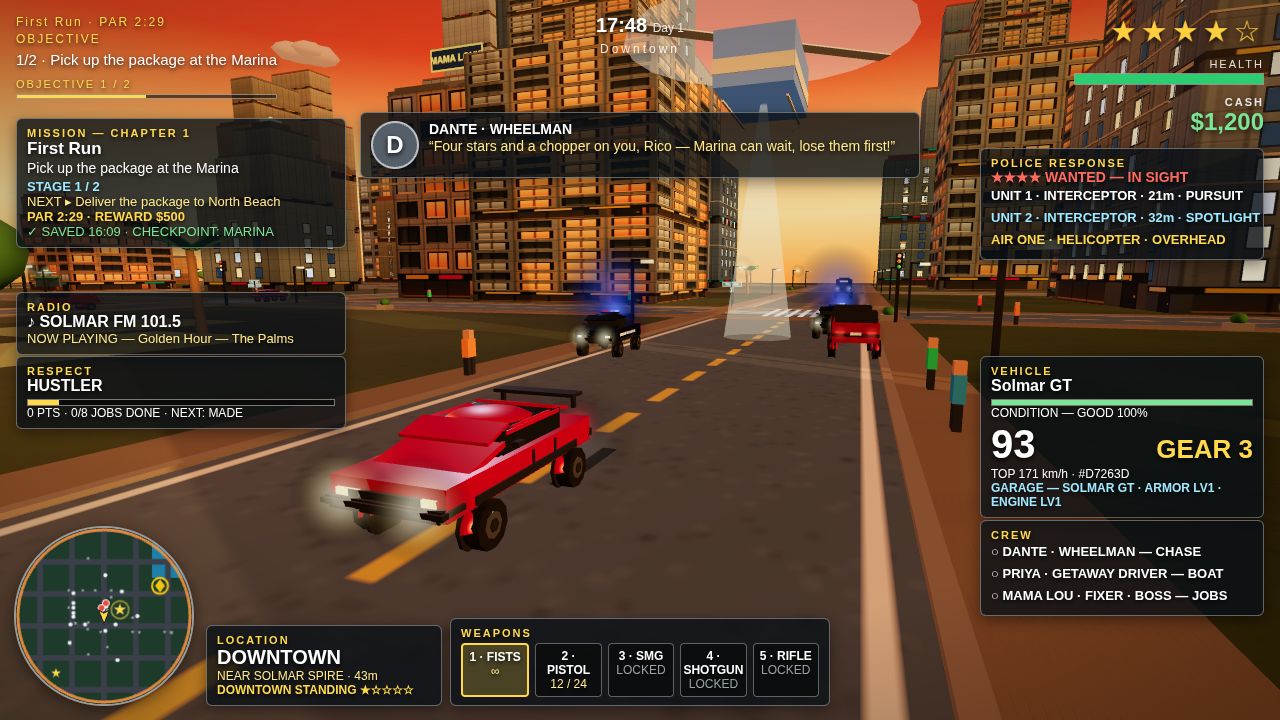 First Run · PAR 2:29
OBJECTIVE
1/2 · Pick up the package at the Marina
OBJECTIVE 1 / 2
17:48 Day 1
Downtown
★★★★☆
HEALTH
CASH
$1,200
MAMA LOU
MISSION — CHAPTER 1
First Run
Pick up the package at the Marina
STAGE 1 / 2
NEXT ▸ Deliver the package to North Beach
PAR 2:29 · REWARD $500
✓ SAVED 16:09 · CHECKPOINT: MARINA
D
DANTE · WHEELMAN
“Four stars and a chopper on you, Rico — Marina can wait, lose them first!”
POLICE RESPONSE
★★★★ WANTED — IN SIGHT
UNIT 1 · INTERCEPTOR · 21m · PURSUIT
UNIT 2 · INTERCEPTOR · 32m · SPOTLIGHT
AIR ONE · HELICOPTER · OVERHEAD
RADIO
♪ SOLMAR FM 101.5
NOW PLAYING — Golden Hour — The Palms
RESPECT
HUSTLER
0 PTS · 0/8 JOBS DONE · NEXT: MADE
VEHICLE
Solmar GT
CONDITION — GOOD 100%
93 GEAR 3
TOP 171 km/h · #D7263D
GARAGE — SOLMAR GT · ARMOR LV1 ·
ENGINE LV1
CREW
○ DANTE · WHEELMAN — CHASE
○ PRIYA · GETAWAY DRIVER — BOAT
○ MAMA LOU · FIXER · BOSS — JOBS
LOCATION
DOWNTOWN
NEAR SOLMAR SPIRE · 43m
DOWNTOWN STANDING ★☆☆☆☆
WEAPONS
1 · FISTS
∞
2 ·
PISTOL
12 / 24
3 · SMG
LOCKED
4 ·
SHOTGUN
LOCKED
5 · RIFLE
LOCKED